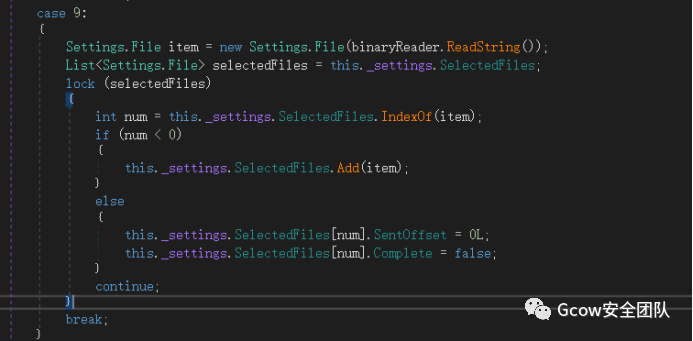 case 9:
{
Settings.File item = new Settings.File(binaryReader.ReadString());
List<Settings.File> selectedFiles = this._settings.SelectedFiles;
lock (selectedFiles)
{
int num = this._settings.SelectedFiles.IndexOf(item);
if (num < 0)
{
this._settings.SelectedFiles.Add(item);
}
else
{
this._settings.SelectedFiles[num].SentOffset = 0L;
this._settings.SelectedFiles[num].Complete = false;
}
continue;
}
break;
}
Gcow安全团队